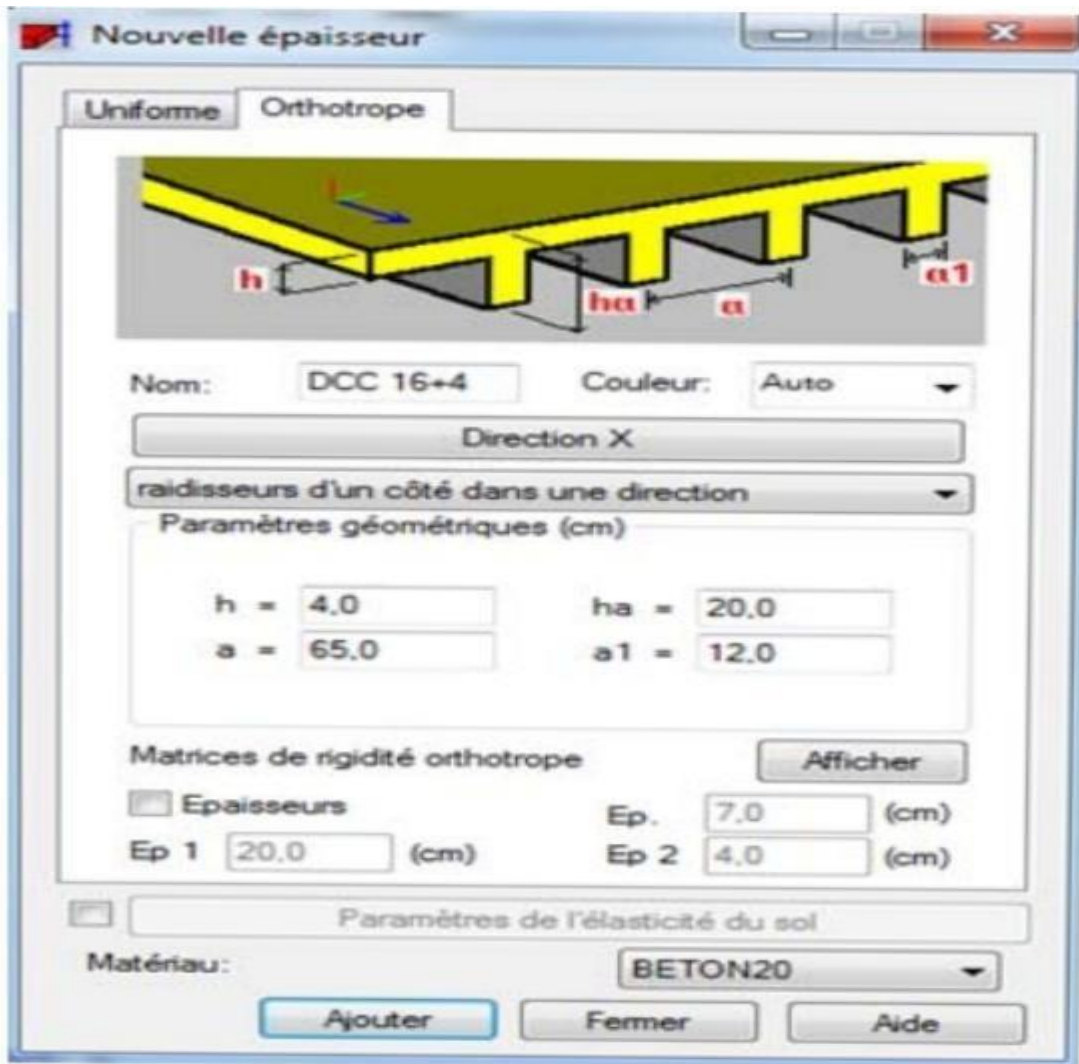 Nouvelle épaisseur
Uniforme Orthotrope
h ha a a1
Nom: DCC 16+4 Couleur: Auto
Direction X
raidisseurs d'un côté dans une direction
Paramètres géométriques (cm)
h = 4,0 ha = 20,0
a = 65,0 a1 = 12,0
Matrices de rigidité orthotrope Afficher
Epaisseurs Ep. 7,0 (cm)
Ep 1 20,0 (cm) Ep 2 4,0 (cm)
Paramètres de l'élasticité du sol
Matériau: BETON20
Ajouter Fermer Aide